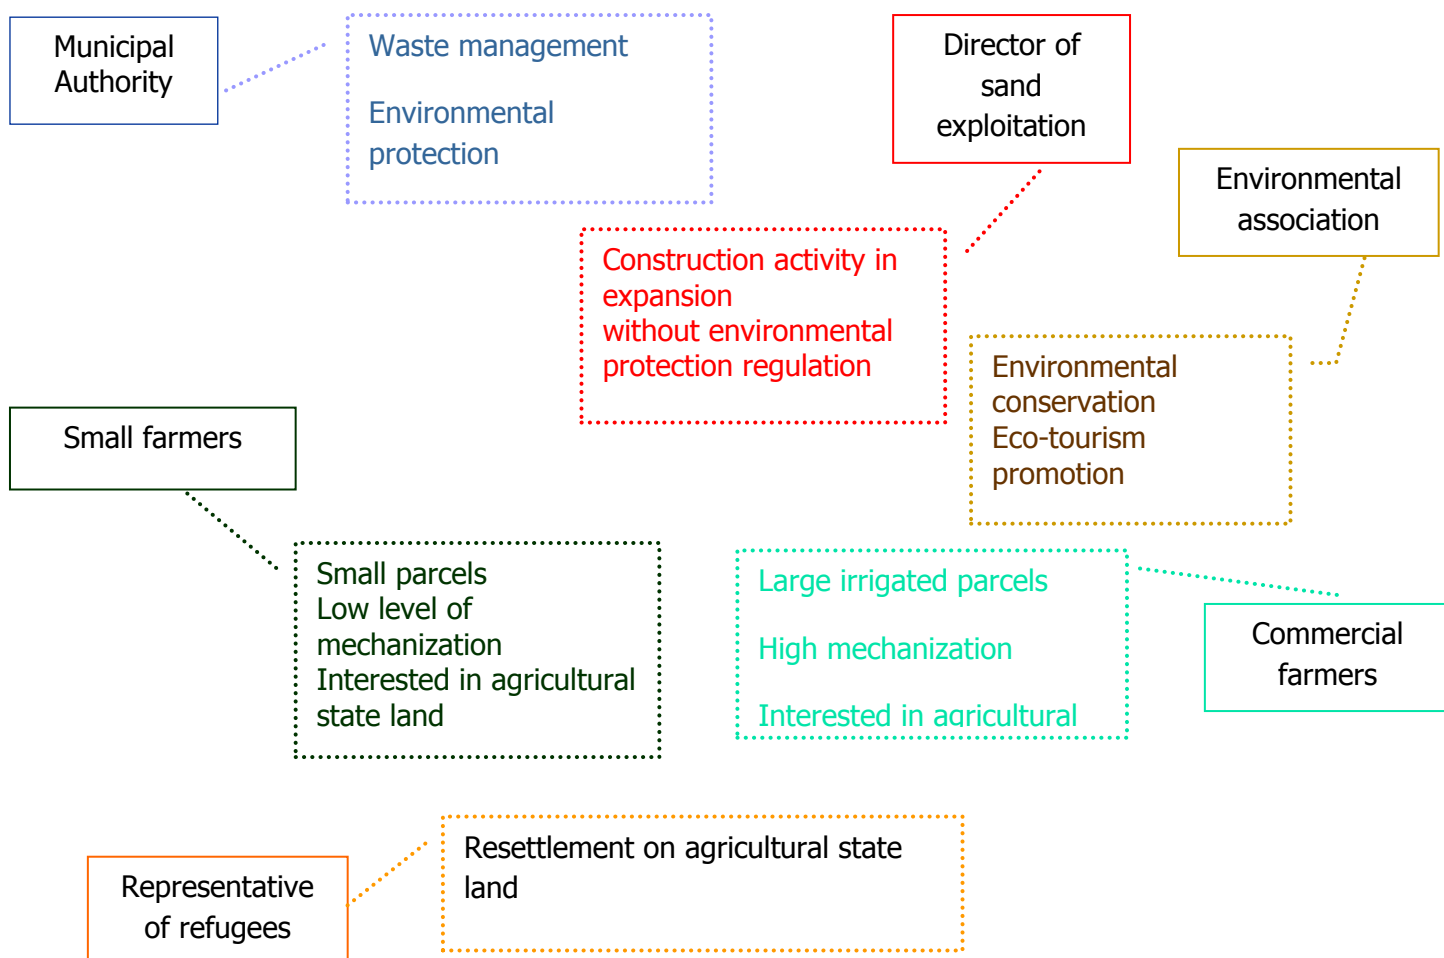 Municipal
Authority
Waste management
Environmental
protection
Director of
sand
exploitation
Environmental
association
Construction activity in
expansion
without environmental
protection regulation
Environmental
conservation
Eco-tourism
promotion
Small farmers
Small parcels
Low level of
mechanization
Interested in agricultural
state land
Large irrigated parcels
High mechanization
Interested in agricultural
Commercial
farmers
Resettlement on agricultural state
land
Representative
of refugees